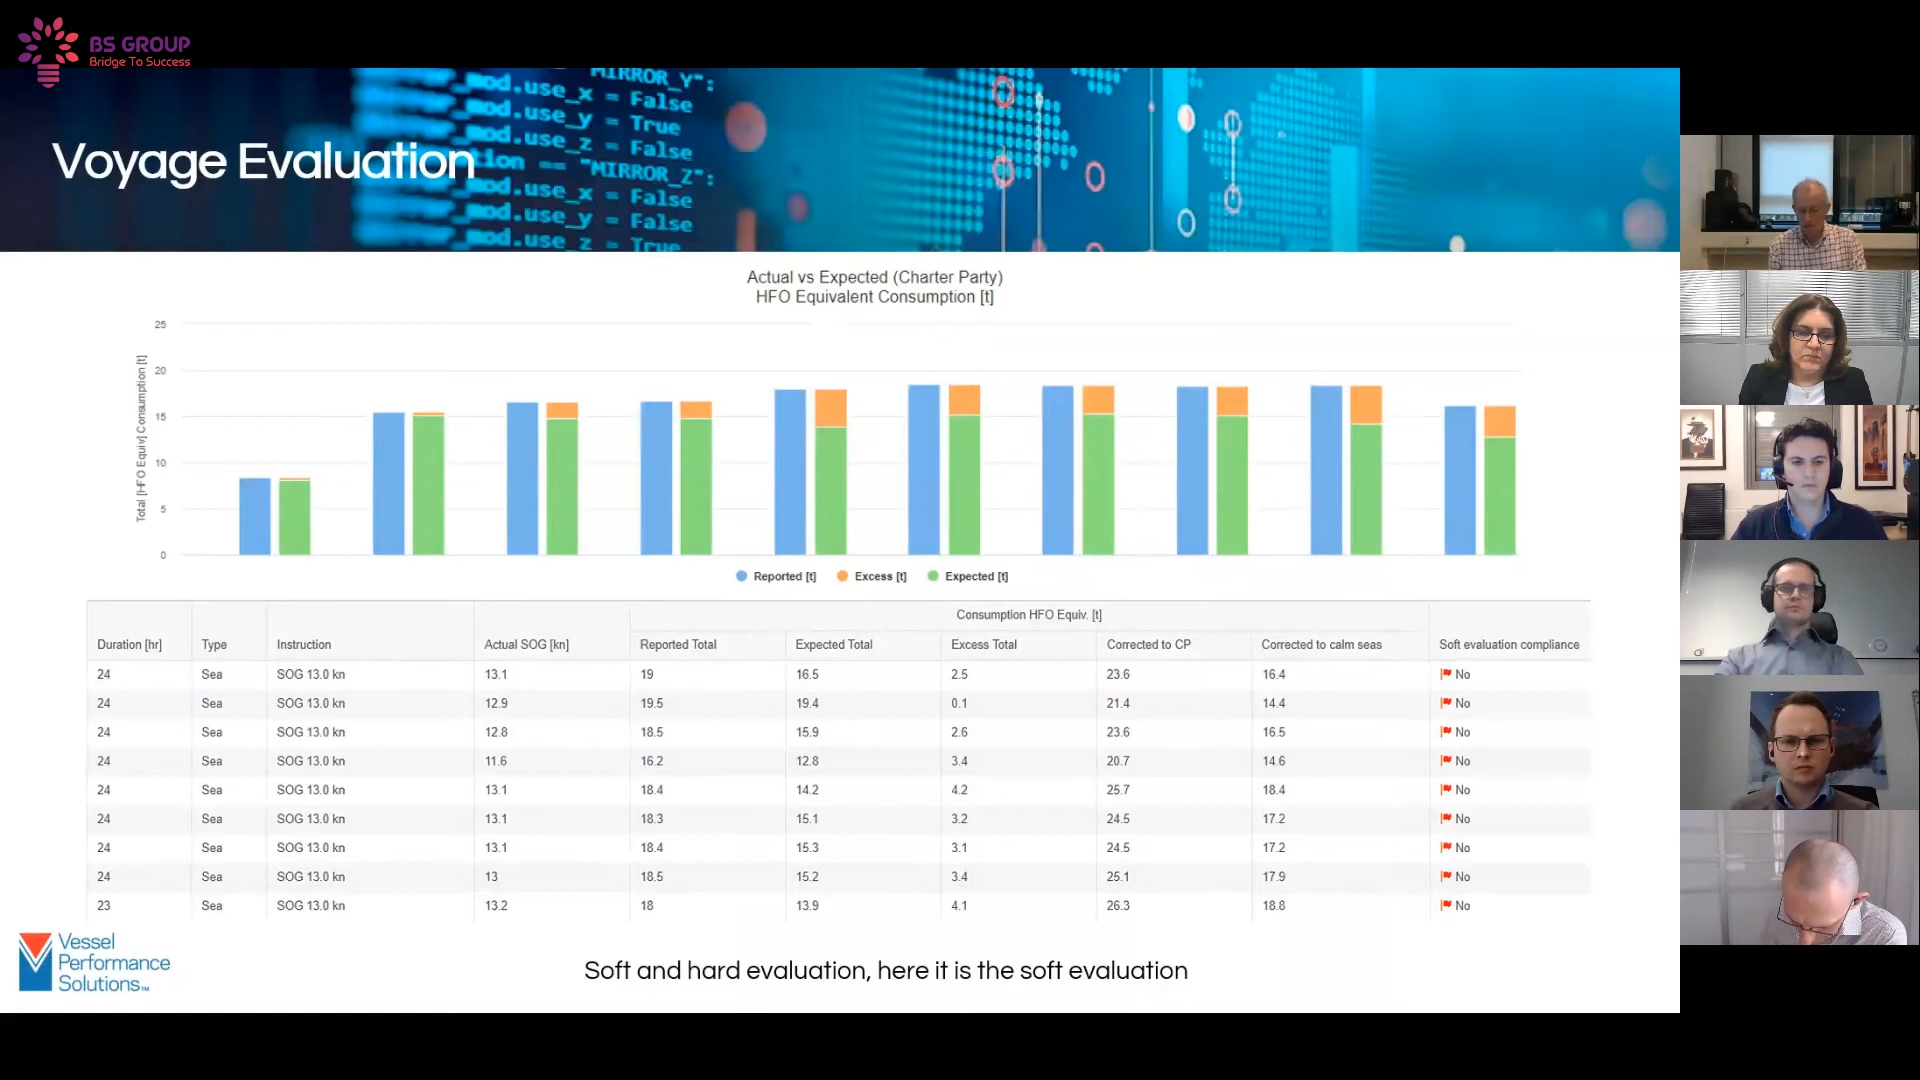 BS GROUP
Bridge To Success
"MIRROR_Y":
_mod.use_x = False
_mod.use_y = True
_mod.use_z = False
tion == "MIRROR_Z":
_mod.use_x = False
_mod.use_y = False
_mod.use_z = True
Voyage Evaluation
Actual vs Expected (Charter Party)
HFO Equivalent Consumption [t]
Total [HFO Equiv] Consumption [t]
25
20
15
10
5
0
Reported [t] Excess [t] Expected [t]
Consumption HFO Equiv. [t]
Duration [hr] Type Instruction Actual SOG [kn] Reported Total Expected Total Excess Total Corrected to CP Corrected to calm seas Soft evaluation compliance
24 Sea SOG 13.0 kn 13.1 19 16.5 2.5 23.6 16.4 No
24 Sea SOG 13.0 kn 12.9 19.5 19.4 0.1 21.4 14.4 No
24 Sea SOG 13.0 kn 12.8 18.5 15.9 2.6 23.6 16.5 No
24 Sea SOG 13.0 kn 11.6 16.2 12.8 3.4 20.7 14.6 No
24 Sea SOG 13.0 kn 13.1 18.4 14.2 4.2 25.7 18.4 No
24 Sea SOG 13.0 kn 13.1 18.3 15.1 3.2 24.5 17.2 No
24 Sea SOG 13.0 kn 13.1 18.4 15.3 3.1 24.5 17.2 No
24 Sea SOG 13.0 kn 13 18.5 15.2 3.4 25.1 17.9 No
23 Sea SOG 13.0 kn 13.2 18 13.9 4.1 26.3 18.8 No
Vessel
Performance
Solutions™
Soft and hard evaluation, here it is the soft evaluation